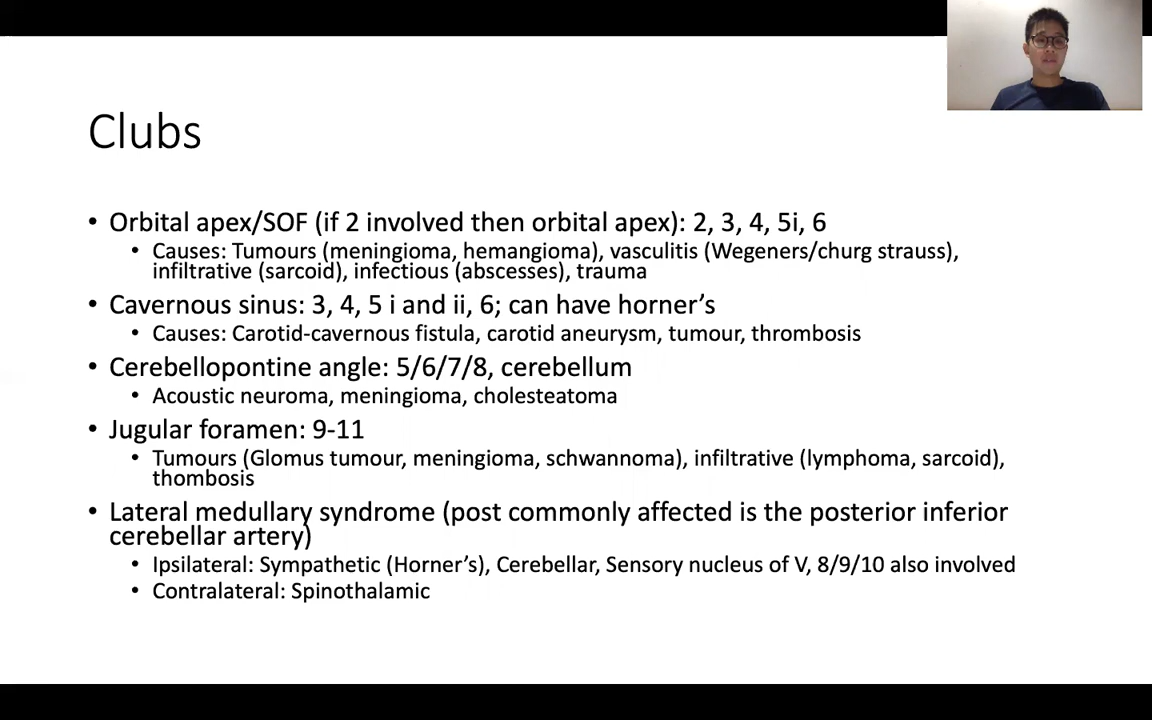 Clubs
• Orbital apex/SOF (if 2 involved then orbital apex): 2, 3, 4, 5i, 6
• Causes: Tumours (meningioma, hemangioma), vasculitis (Wegeners/churg strauss),
infiltrative (sarcoid), infectious (abscesses), trauma
• Cavernous sinus: 3, 4, 5 i and ii, 6; can have horner’s
• Causes: Carotid-cavernous fistula, carotid aneurysm, tumour, thrombosis
• Cerebellopontine angle: 5/6/7/8, cerebellum
• Acoustic neuroma, meningioma, cholesteatoma
• Jugular foramen: 9-11
• Tumours (Glomus tumour, meningioma, schwannoma), infiltrative (lymphoma, sarcoid),
thombosis
• Lateral medullary syndrome (post commonly affected is the posterior inferior
cerebellar artery)
• Ipsilateral: Sympathetic (Horner’s), Cerebellar, Sensory nucleus of V, 8/9/10 also involved
• Contralateral: Spinothalamic